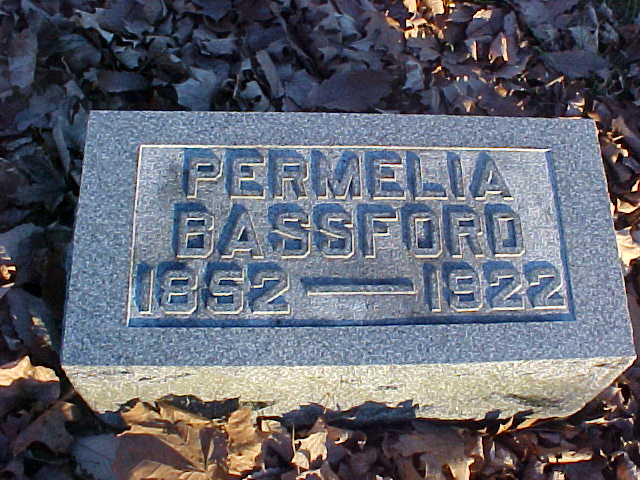 PERMELIA
BASSFORD
1852 — 1922